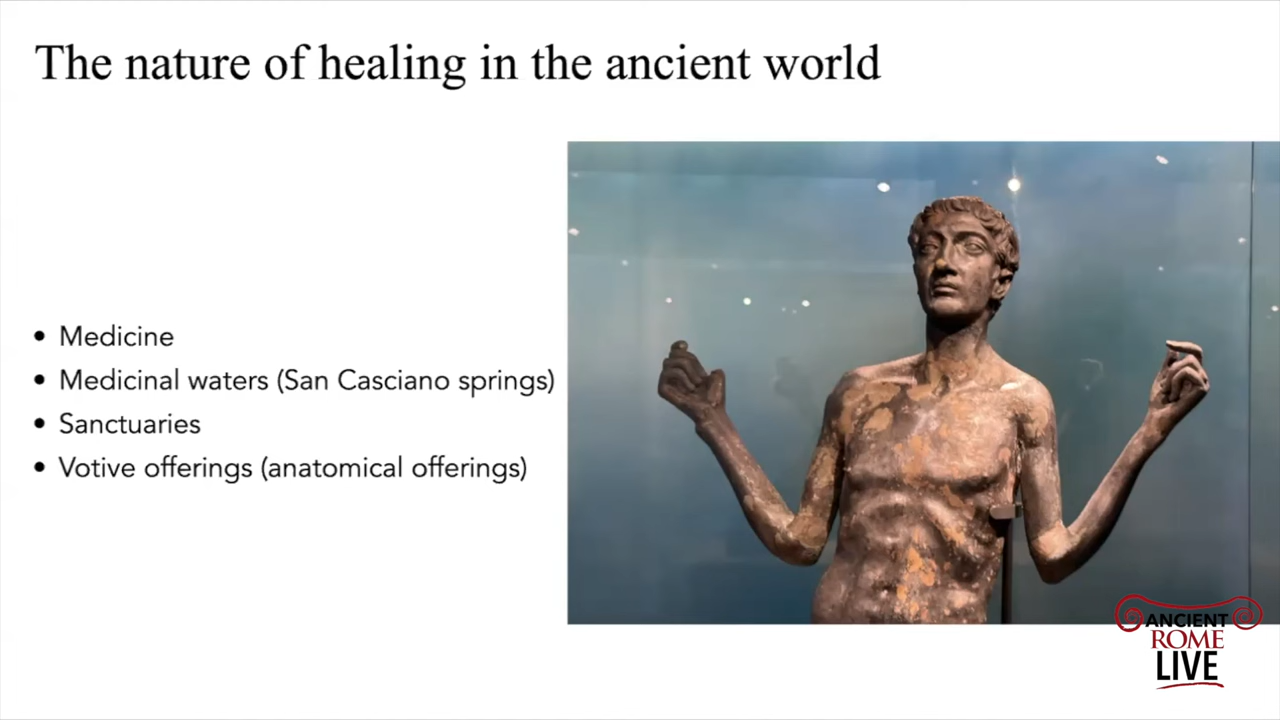 The nature of healing in the ancient world
• Medicine
• Medicinal waters (San Casciano springs)
• Sanctuaries
• Votive offerings (anatomical offerings)
ANCIENT
ROME
LIVE